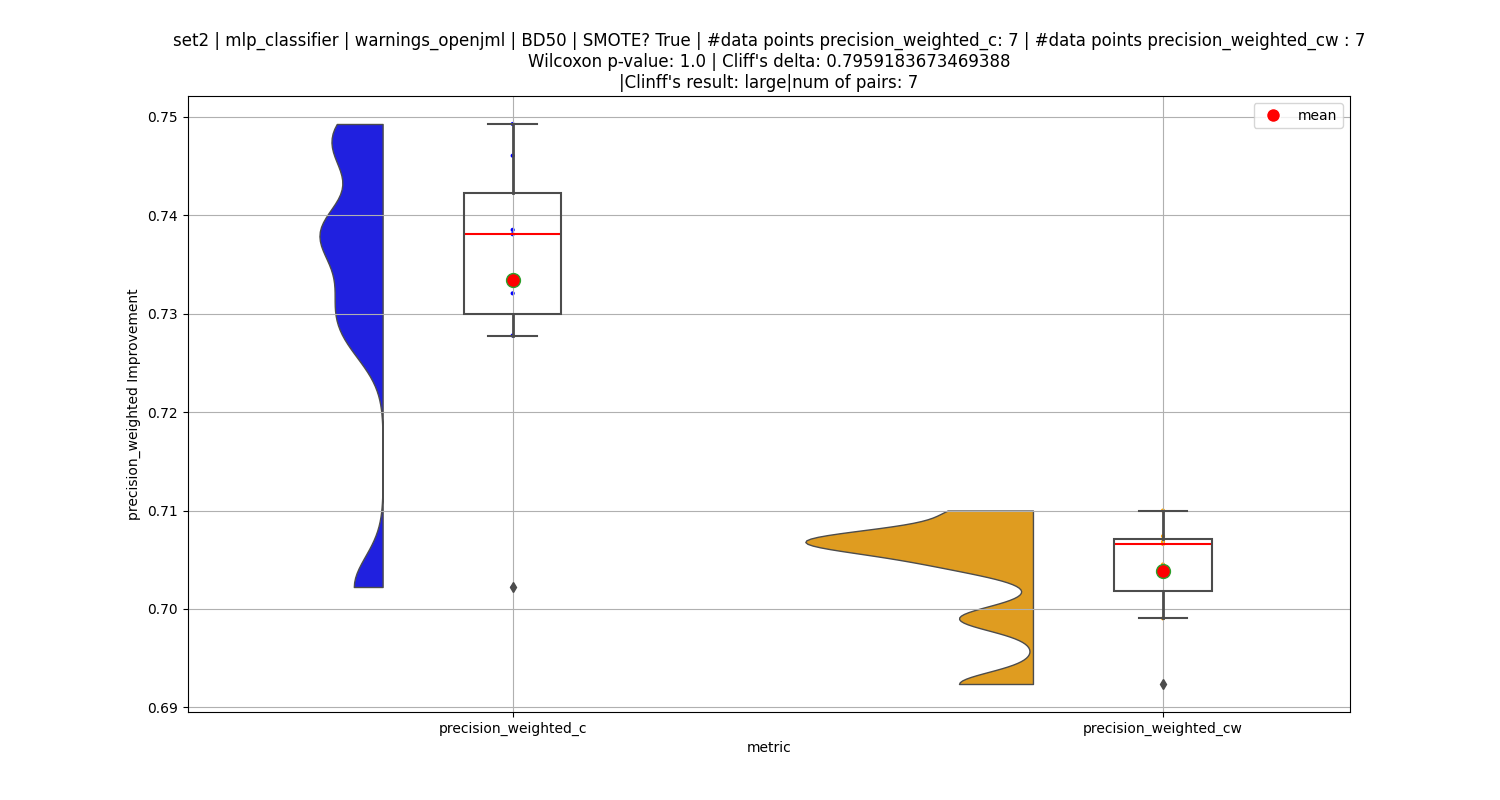 set2 | mlp_classifier | warnings_openjml | BD50 | SMOTE? True | #data points precision_weighted_c: 7 | #data points precision_weighted_cw : 7
Wilcoxon p-value: 1.0 | Cliff's delta: 0.7959183673469388
|Clinff's result: large|num of pairs: 7
mean
0.75
0.74
0.73
0.72
0.71
0.70
0.69
precision_weighted Improvement
precision_weighted_c
precision_weighted_cw
metric